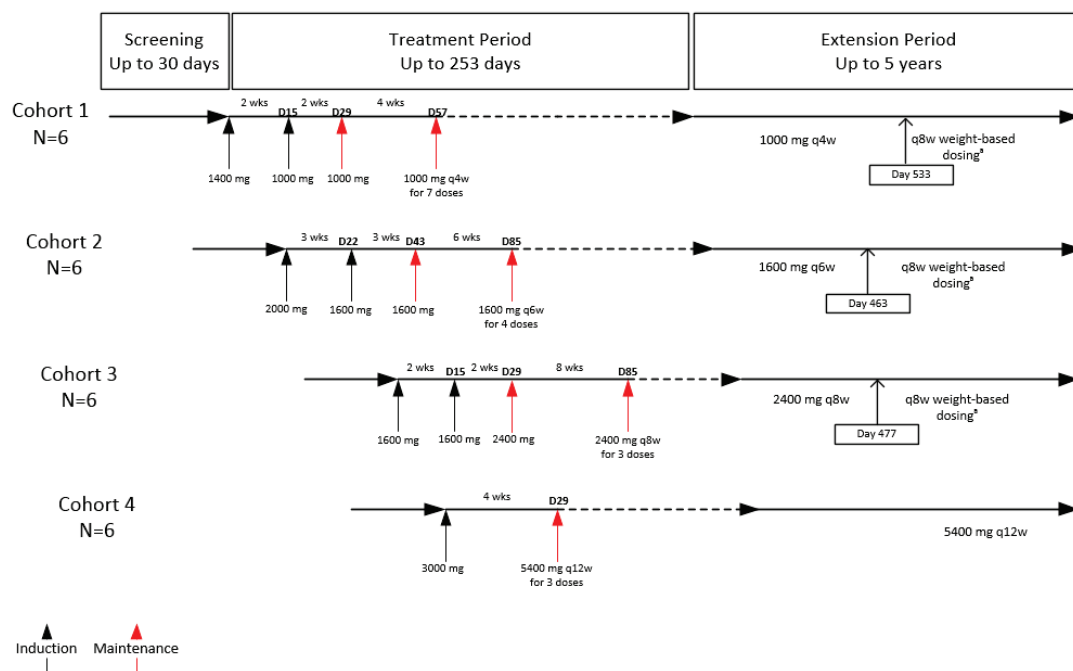 Screening
Up to 30 days
Treatment Period
Up to 253 days
Extension Period
Up to 5 years
Cohort 1
N=6
2 wks D15 2 wks D29 4 wks D57
1400 mg
1000 mg
1000 mg
1000 mg q4w
for 7 doses
1000 mg q4w
Day 533
q8w weight-based
dosingᵃ
Cohort 2
N=6
3 wks D22 3 wks D43 6 wks D85
2000 mg
1600 mg
1600 mg
1600 mg q6w
for 4 doses
1600 mg q6w
Day 463
q8w weight-based
dosingᵃ
Cohort 3
N=6
2 wks D15 2 wks D29 8 wks D85
1600 mg
1600 mg
2400 mg
2400 mg q8w
for 3 doses
2400 mg q8w
Day 477
q8w weight-based
dosingᵃ
Cohort 4
N=6
4 wks D29
3000 mg
5400 mg q12w
for 3 doses
5400 mg q12w
Induction Maintenance